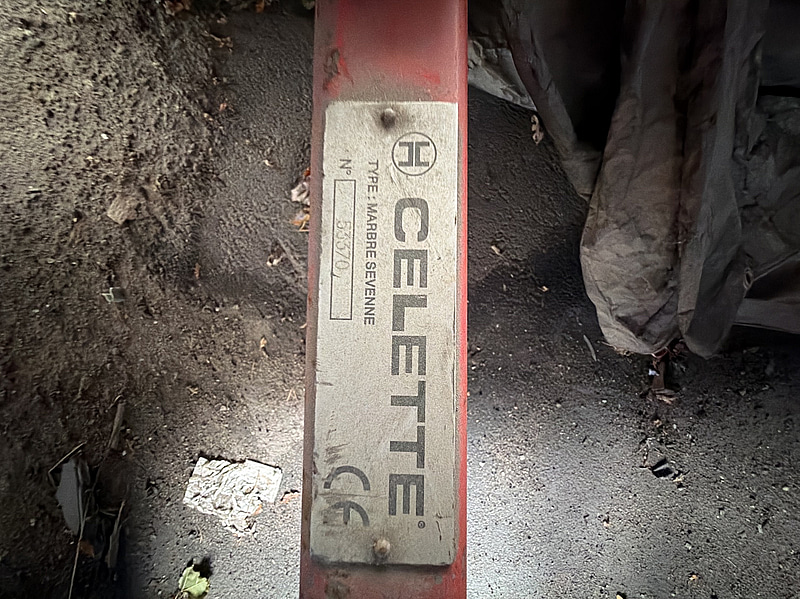 CELETTE®
TYPE : MARBRE SEVENNE
N° 53370
CE